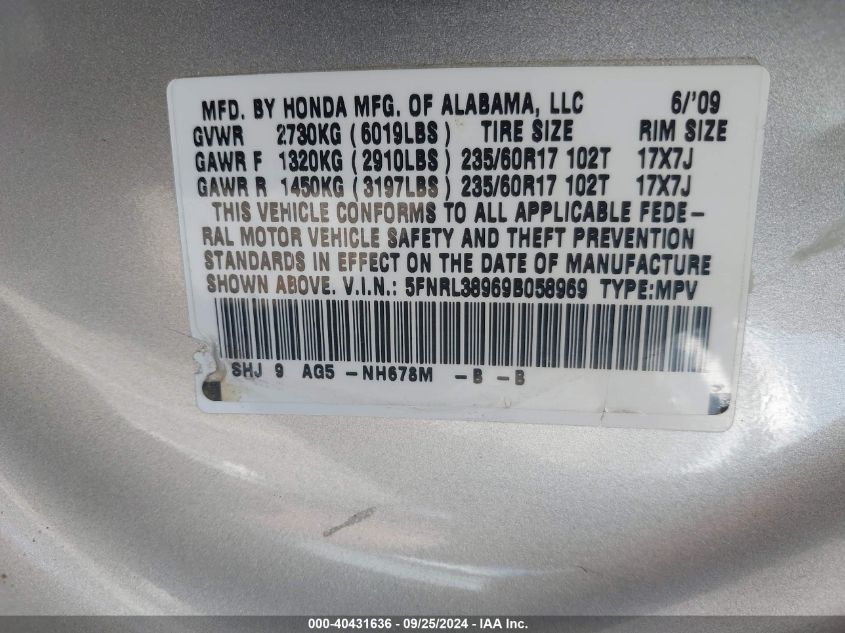 MFD. BY HONDA MFG. OF ALABAMA, LLC 6/'09
GVWR 2730KG (6019LBS) TIRE SIZE RIM SIZE
GAWR F 1320KG (2910LBS) 235/60R17 102T 17X7J
GAWR R 1450KG (3197LBS) 235/60R17 102T 17X7J
THIS VEHICLE CONFORMS TO ALL APPLICABLE FEDE-
RAL MOTOR VEHICLE SAFETY AND THEFT PREVENTION
STANDARDS IN EFFECT ON THE DATE OF MANUFACTURE
SHOWN ABOVE. V.I.N.: 5FNRL38969B058969 TYPE:MPV
SHJ 9 AG5 -NH678M -B -B
000-40431636 - 09/25/2024 - IAA Inc.